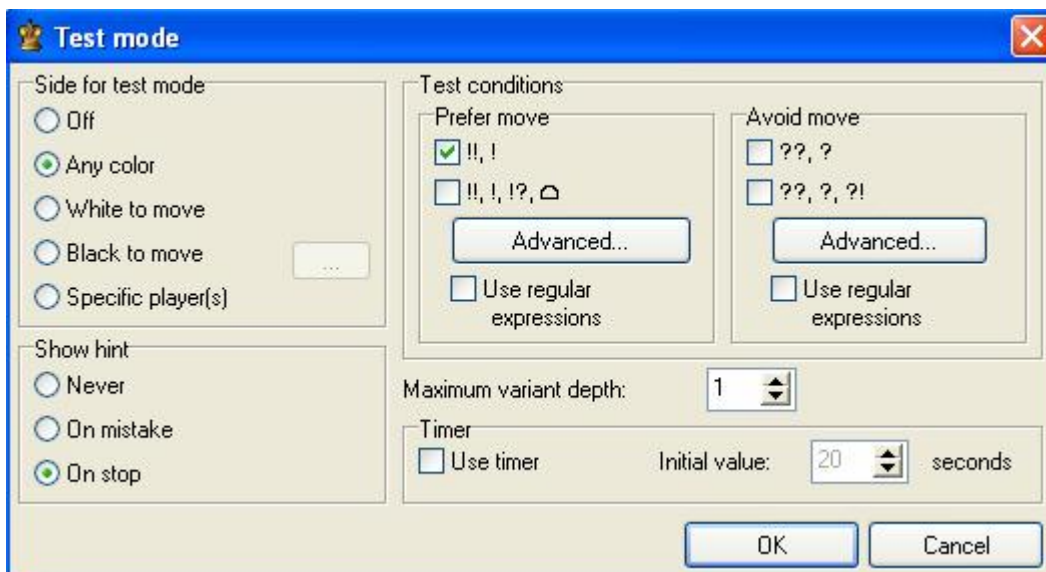 Test mode
Side for test mode
Off
Any color
White to move
Black to move
...
Specific player(s)
Show hint
Never
On mistake
On stop
Test conditions
Prefer move
!!, !
!!, !, !?, ⌓
Advanced...
Use regular
expressions
Avoid move
??, ?
??, ?, ?!
Advanced...
Use regular
expressions
Maximum variant depth: 1
Timer
Use timer Initial value: 20 seconds
OK Cancel